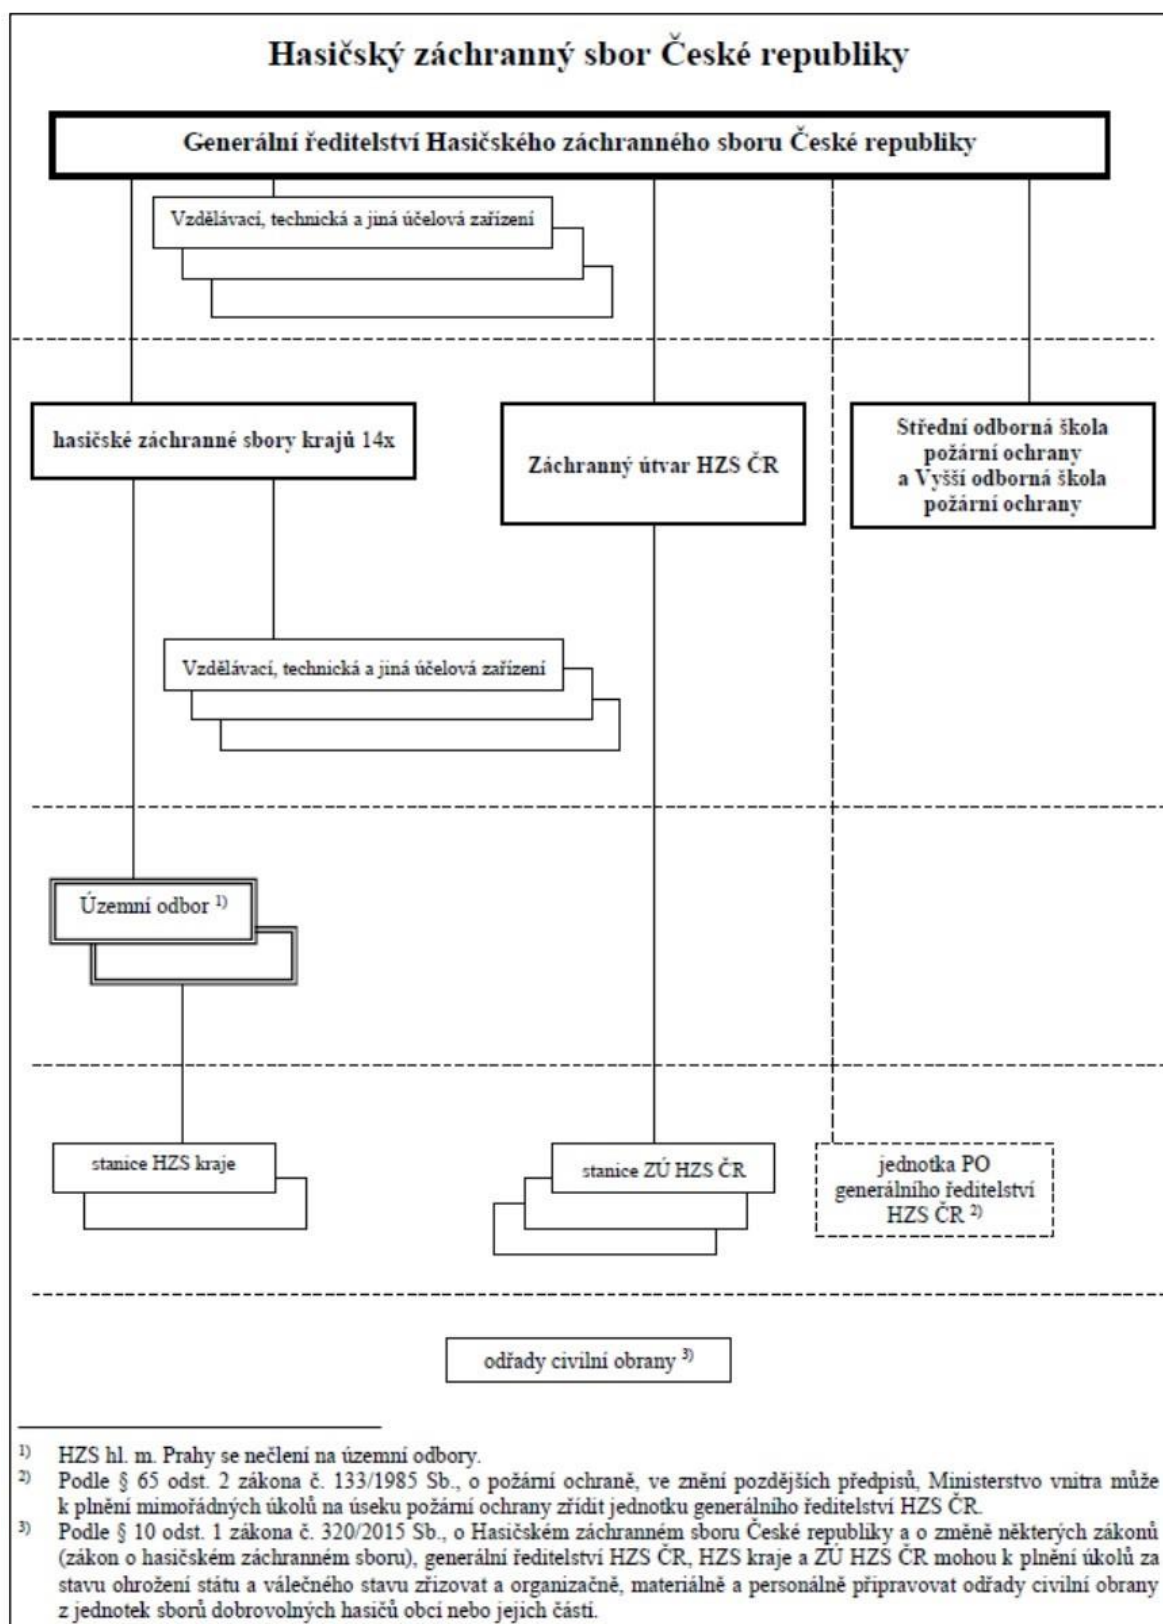 Hasičský záchranný sbor České republiky
Generální ředitelství Hasičského záchranného sboru České republiky
Vzdělávací, technická a jiná účelová zařízení
hasičské záchranné sbory krajů 14x
Záchranný útvar HZS ČR
Střední odborná škola
požární ochrany
a Vyšší odborná škola
požární ochrany
Vzdělávací, technická a jiná účelová zařízení
Územní odbor 1)
stanice HZS kraje
stanice ZÚ HZS ČR
jednotka PO
generálního ředitelství
HZS ČR 2)
odřady civilní obrany 3)
1) HZS hl. m. Prahy se nečlení na územní odbory.
2) Podle § 65 odst. 2 zákona č. 133/1985 Sb., o požární ochraně, ve znění pozdějších předpisů, Ministerstvo vnitra může
k plnění mimořádných úkolů na úseku požární ochrany zřídit jednotku generálního ředitelství HZS ČR.
3) Podle § 10 odst. 1 zákona č. 320/2015 Sb., o Hasičském záchranném sboru České republiky a o změně některých zákonů
(zákon o hasičském záchranném sboru), generální ředitelství HZS ČR, HZS kraje a ZÚ HZS ČR mohou k plnění úkolů za
stavu ohrožení státu a válečného stavu zřizovat a organizačně, materiálně a personálně připravovat odřady civilní obrany
z jednotek sborů dobrovolných hasičů obcí nebo jejich částí.